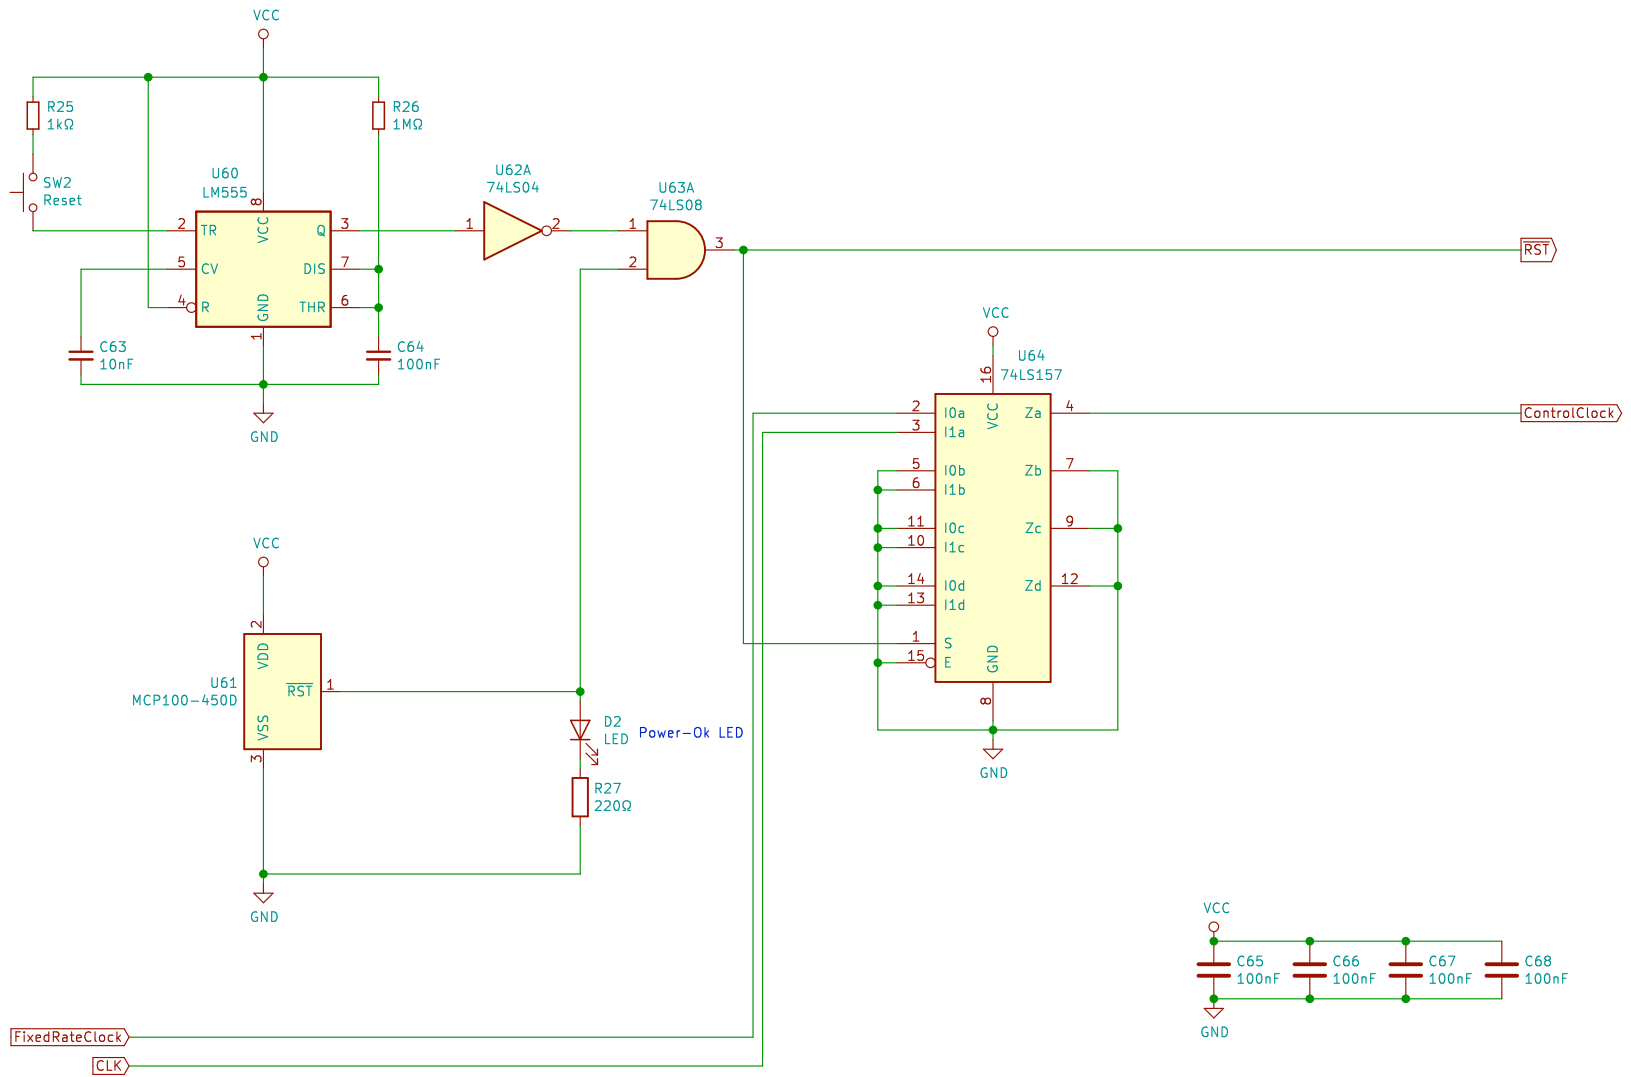 VCC
R25
1kΩ
R26
1MΩ
SW2
Reset
U60
LM555
8
VCC
2
TR
Q
3
5
CV
DIS
7
4
R
GND
THR
6
1
C63
10nF
C64
100nF
GND
U62A
74LS04
1
2
U63A
74LS08
1
2
3
RST
VCC
U64
74LS157
16
VCC
2
I0a
Za
4
ControlClock
3
I1a
5
I0b
Zb
7
6
I1b
11
I0c
Zc
9
10
I1c
14
I0d
Zd
12
13
I1d
1
S
15
E
GND
8
GND
VCC
2
VDD
U61
MCP100-450D
RST
1
VSS
3
D2
LED
Power-Ok LED
R27
220Ω
GND
VCC
C65
100nF
C66
100nF
C67
100nF
C68
100nF
GND
FixedRateClock
CLK